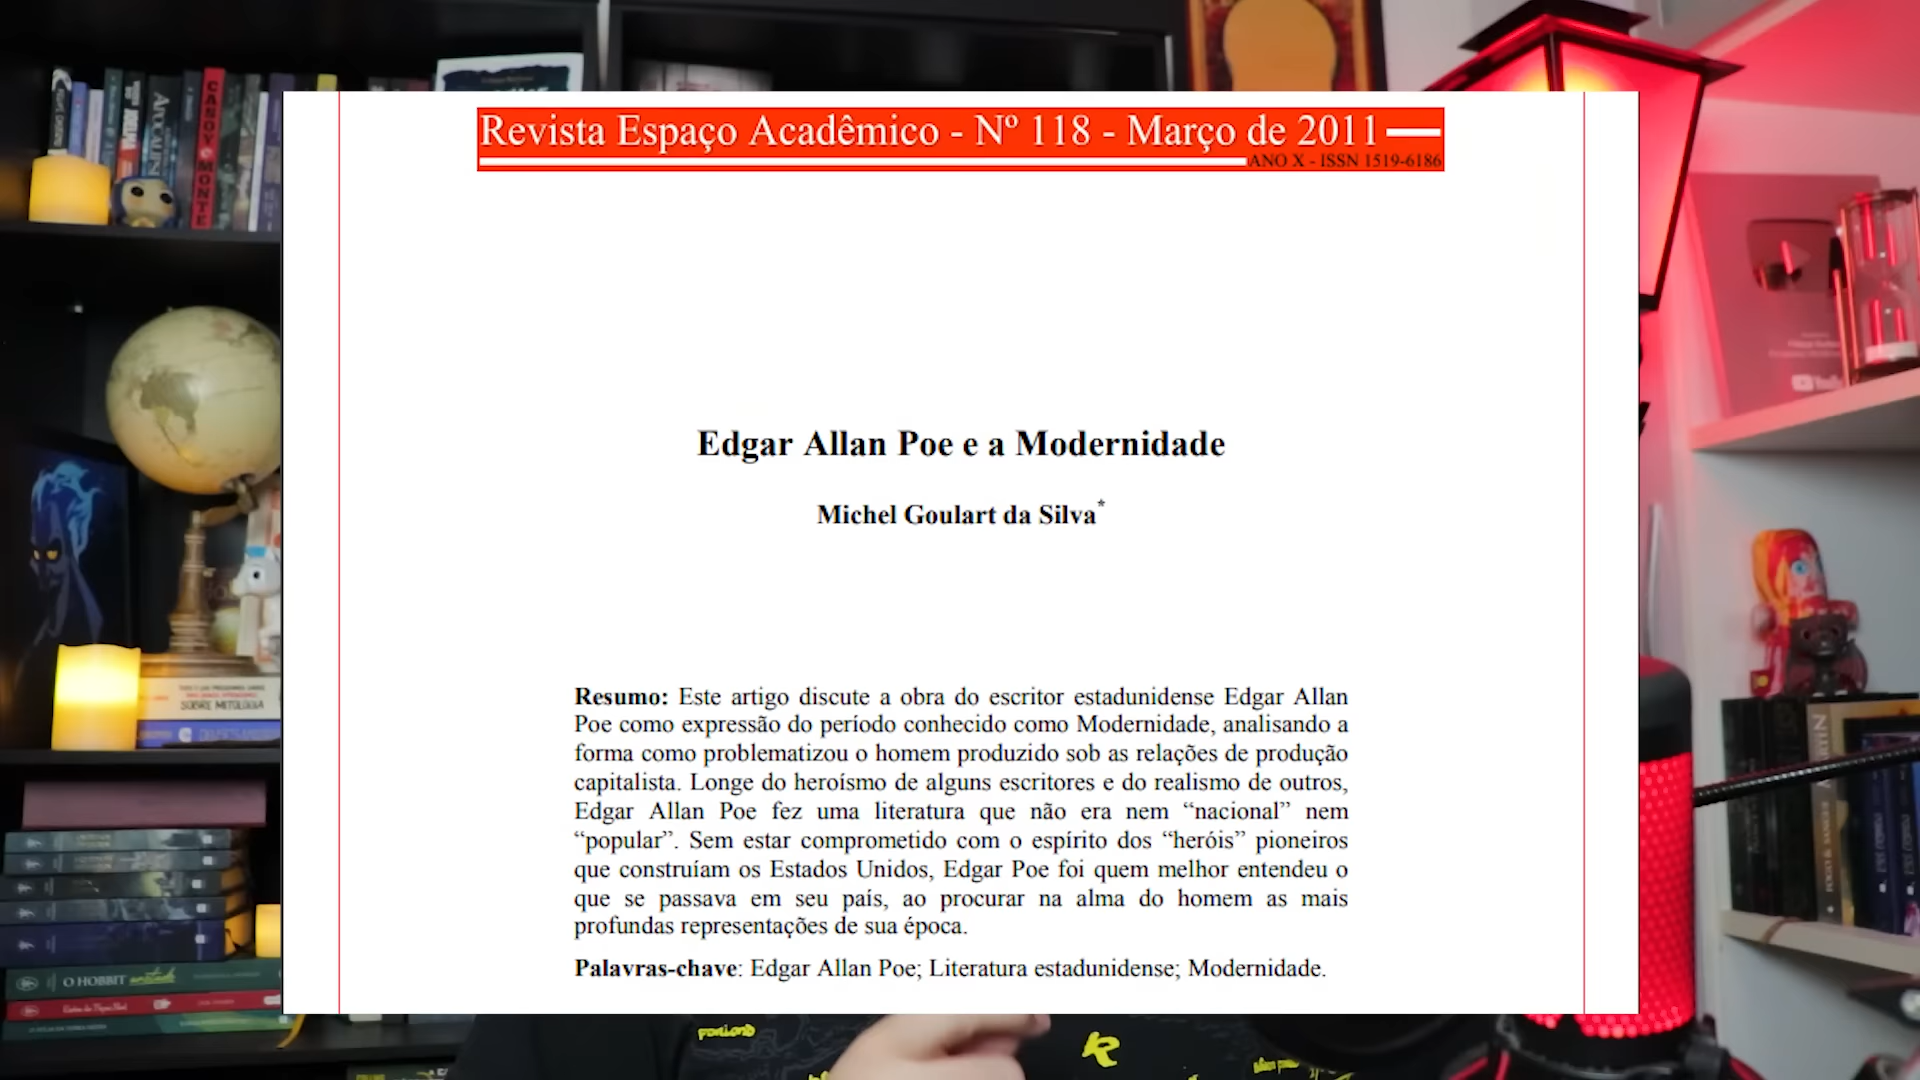 Revista Espaço Acadêmico - Nº 118 - Março de 2011
ANO X - ISSN 1519-6186
Edgar Allan Poe e a Modernidade
Michel Goulart da Silva*
Resumo: Este artigo discute a obra do escritor estadunidense Edgar Allan
Poe como expressão do período conhecido como Modernidade, analisando a
forma como problematizou o homem produzido sob as relações de produção
capitalista. Longe do heroísmo de alguns escritores e do realismo de outros,
Edgar Allan Poe fez uma literatura que não era nem “nacional” nem
“popular”. Sem estar comprometido com o espírito dos “heróis” pioneiros
que construíam os Estados Unidos, Edgar Poe foi quem melhor entendeu o
que se passava em seu país, ao procurar na alma do homem as mais
profundas representações de sua época.
Palavras-chave: Edgar Allan Poe; Literatura estadunidense; Modernidade.
CASOY
MONTE
SOBRE MITOLOGIA
O HOBBIT